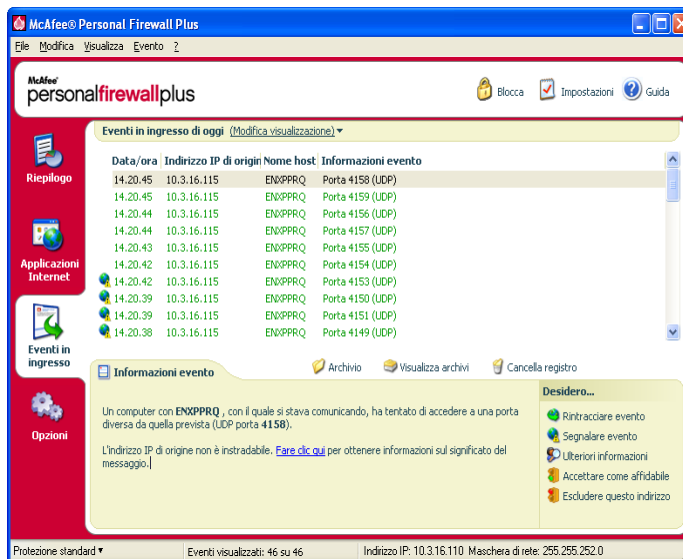 McAfee® Personal Firewall Plus
File Modifica Visualizza Evento ?
McAfee
personalfirewallplus
Blocca
Impostazioni
Guida
Riepilogo
Applicazioni
Internet
Eventi in
ingresso
Opzioni
Eventi in ingresso di oggi (Modifica visualizzazione)
Data/ora Indirizzo IP di origin Nome host Informazioni evento
14.20.45 10.3.16.115 ENXPPRQ Porta 4158 (UDP)
14.20.45 10.3.16.115 ENXPPRQ Porta 4159 (UDP)
14.20.44 10.3.16.115 ENXPPRQ Porta 4156 (UDP)
14.20.44 10.3.16.115 ENXPPRQ Porta 4157 (UDP)
14.20.43 10.3.16.115 ENXPPRQ Porta 4155 (UDP)
14.20.42 10.3.16.115 ENXPPRQ Porta 4154 (UDP)
14.20.42 10.3.16.115 ENXPPRQ Porta 4153 (UDP)
14.20.39 10.3.16.115 ENXPPRQ Porta 4150 (UDP)
14.20.39 10.3.16.115 ENXPPRQ Porta 4151 (UDP)
14.20.38 10.3.16.115 ENXPPRQ Porta 4149 (UDP)
Informazioni evento
Archivio
Visualizza archivi
Cancella registro
Un computer con ENXPPRQ , con il quale si stava comunicando, ha tentato di accedere a una porta
diversa da quella prevista (UDP porta 4158).
L'indirizzo IP di origine non è instradabile. Fare clic qui per ottenere informazioni sul significato del
messaggio.
Desidero...
Rintracciare evento
Segnalare evento
Ulteriori informazioni
Accettare come affidabile
Escludere questo indirizzo
Protezione standard
Eventi visualizzati: 46 su 46
Indirizzo IP: 10.3.16.110 Maschera di rete: 255.255.252.0